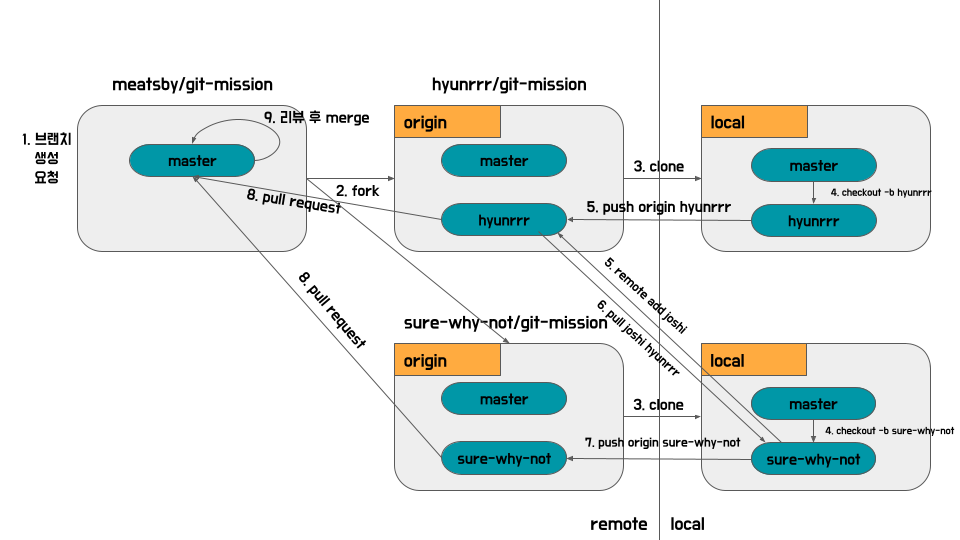 meatsby/git-mission
hyunrrr/git-mission
1. 브랜치
생성
요청
9. 리뷰 후 merge
master
origin
master
hyunrrr
local
master
4. checkout -b hyunrrr
hyunrrr
2. fork
3. clone
5. push origin hyunrrr
8. pull request
8. pull request
5. remote add joshi
6. pull joshi hyunrrr
sure-why-not/git-mission
origin
master
sure-why-not
3. clone
7. push origin sure-why-not
local
master
4. checkout -b sure-why-not
sure-why-not
remote
local